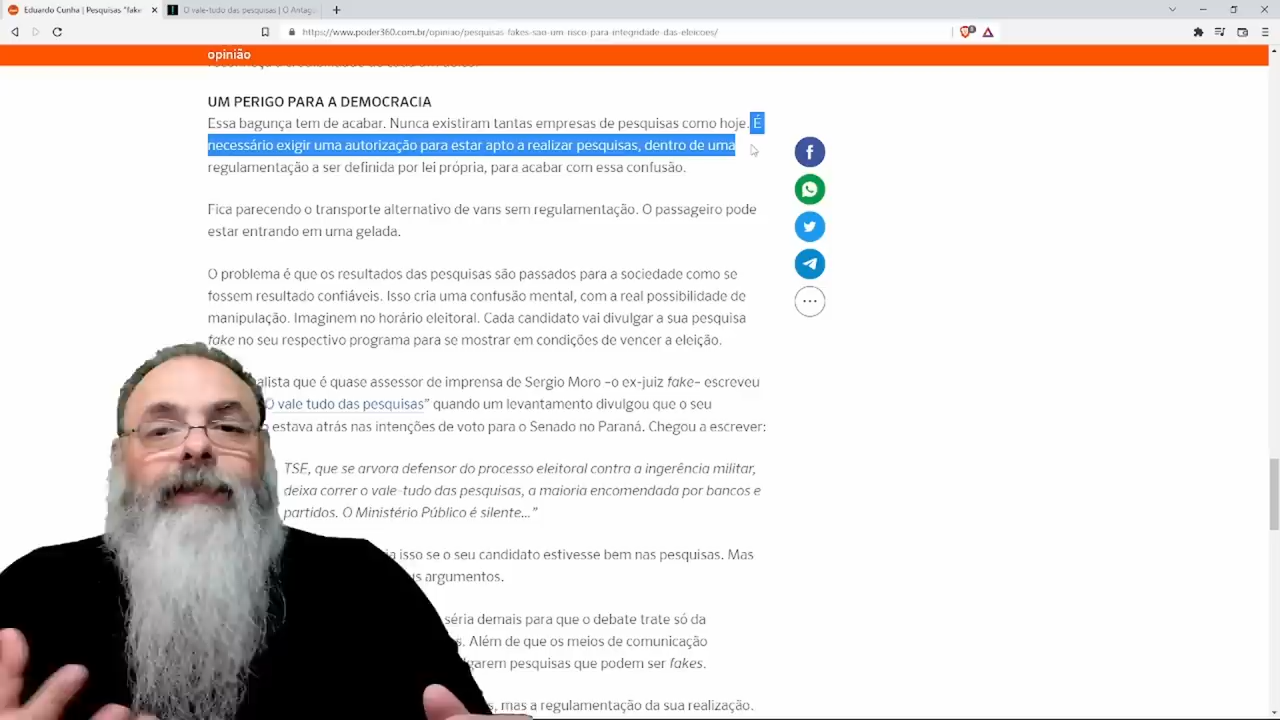 Eduardo Cunha | Pesquisas "fake
O vale-tudo das pesquisas | O Antag
https://www.poder360.com.br/opiniao/pesquisas-fakes-sao-um-risco-para-integridade-das-eleicoes/
opinião
UM PERIGO PARA A DEMOCRACIA
Essa bagunça tem de acabar. Nunca existiram tantas empresas de pesquisas como hoje. É
necessário exigir uma autorização para estar apto a realizar pesquisas, dentro de uma
regulamentação a ser definida por lei própria, para acabar com essa confusão.
Fica parecendo o transporte alternativo de vans sem regulamentação. O passageiro pode
estar entrando em uma gelada.
O problema é que os resultados das pesquisas são passados para a sociedade como se
fossem resultado confiáveis. Isso cria uma confusão mental, com a real possibilidade de
manipulação. Imaginem no horário eleitoral. Cada candidato vai divulgar a sua pesquisa
fake no seu respectivo programa para se mostrar em condições de vencer a eleição.
que é quase assessor de imprensa de Sergio Moro –o ex-juiz fake– escreveu
O vale tudo das pesquisas” quando um levantamento divulgou que o seu
estava atrás nas intenções de voto para o Senado no Paraná. Chegou a escrever:
TSE, que se arvora defensor do processo eleitoral contra a ingerência militar,
deixa correr o vale-tudo das pesquisas, a maioria encomendada por bancos e
partidos. O Ministério Público é silente...”
isso se o seu candidato estivesse bem nas pesquisas. Mas
argumentos.
séria demais para que o debate trate só da
Além de que os meios de comunicação
pesquisas que podem ser fakes.
mas a regulamentação da sua realização.